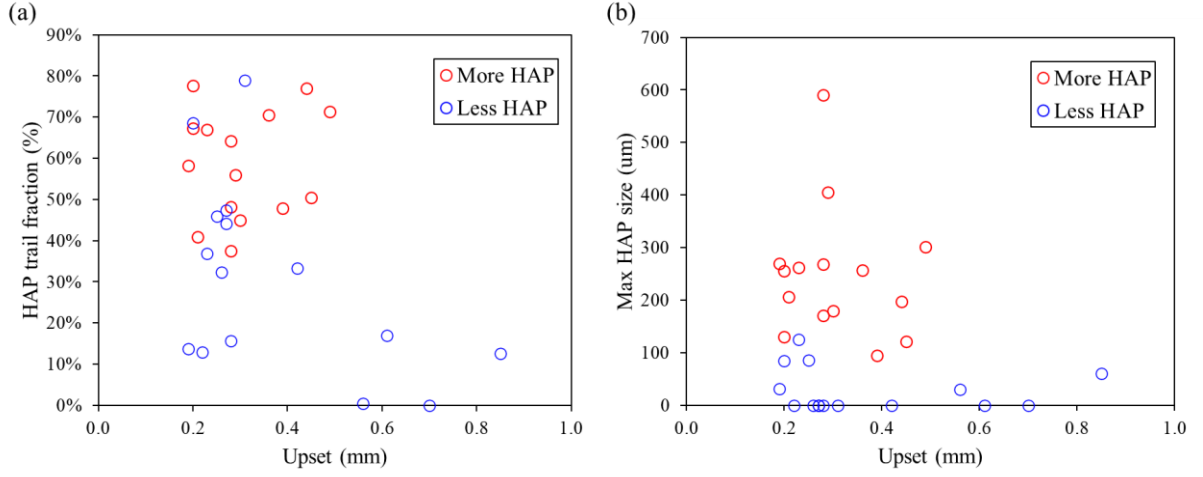 (a)
90%
80%
70%
60%
50%
40%
30%
20%
10%
0%
HAP trail fraction (%)
More HAP
Less HAP
0.0 0.2 0.4 0.6 0.8 1.0
Upset (mm)
(b)
700
600
500
400
300
200
100
0
Max HAP size (um)
More HAP
Less HAP
0.0 0.2 0.4 0.6 0.8 1.0
Upset (mm)